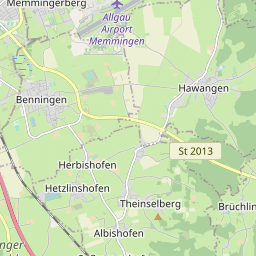 Memmingerberg
Allgäu
Airport
Memmingen
Hawangen
Benningen
St 2013
Herbishofen
Hetzlinshofen
Theinselberg
Brüchlin
Albishofen